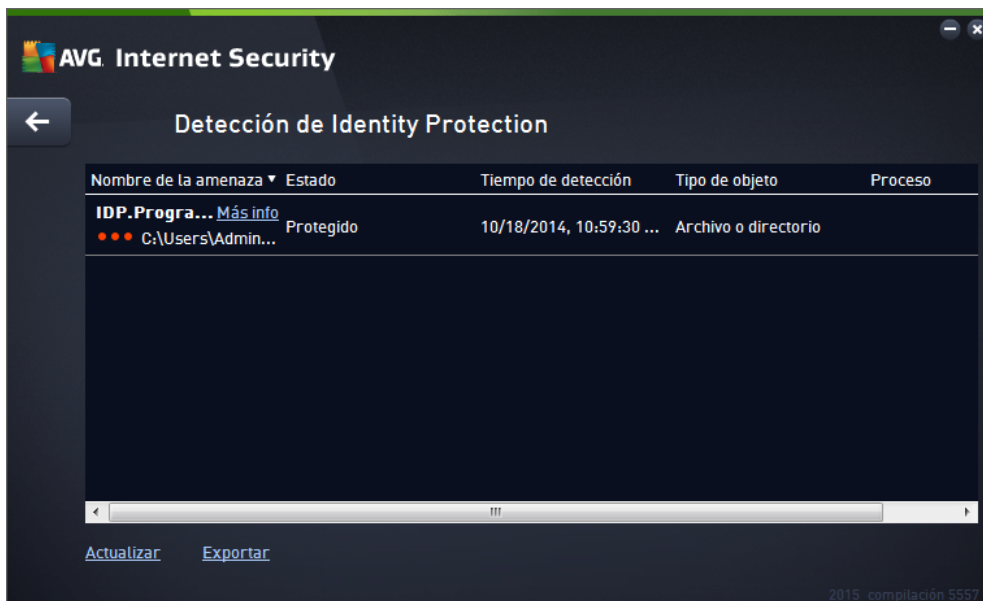 AVG. Internet Security
Detección de Identity Protection
Nombre de la amenaza Estado Tiempo de detección Tipo de objeto Proceso
IDP.Progra... Más info Protegido 10/18/2014, 10:59:30 ... Archivo o directorio
C:\Users\Admin...
Actualizar Exportar
2015 compilación 5557